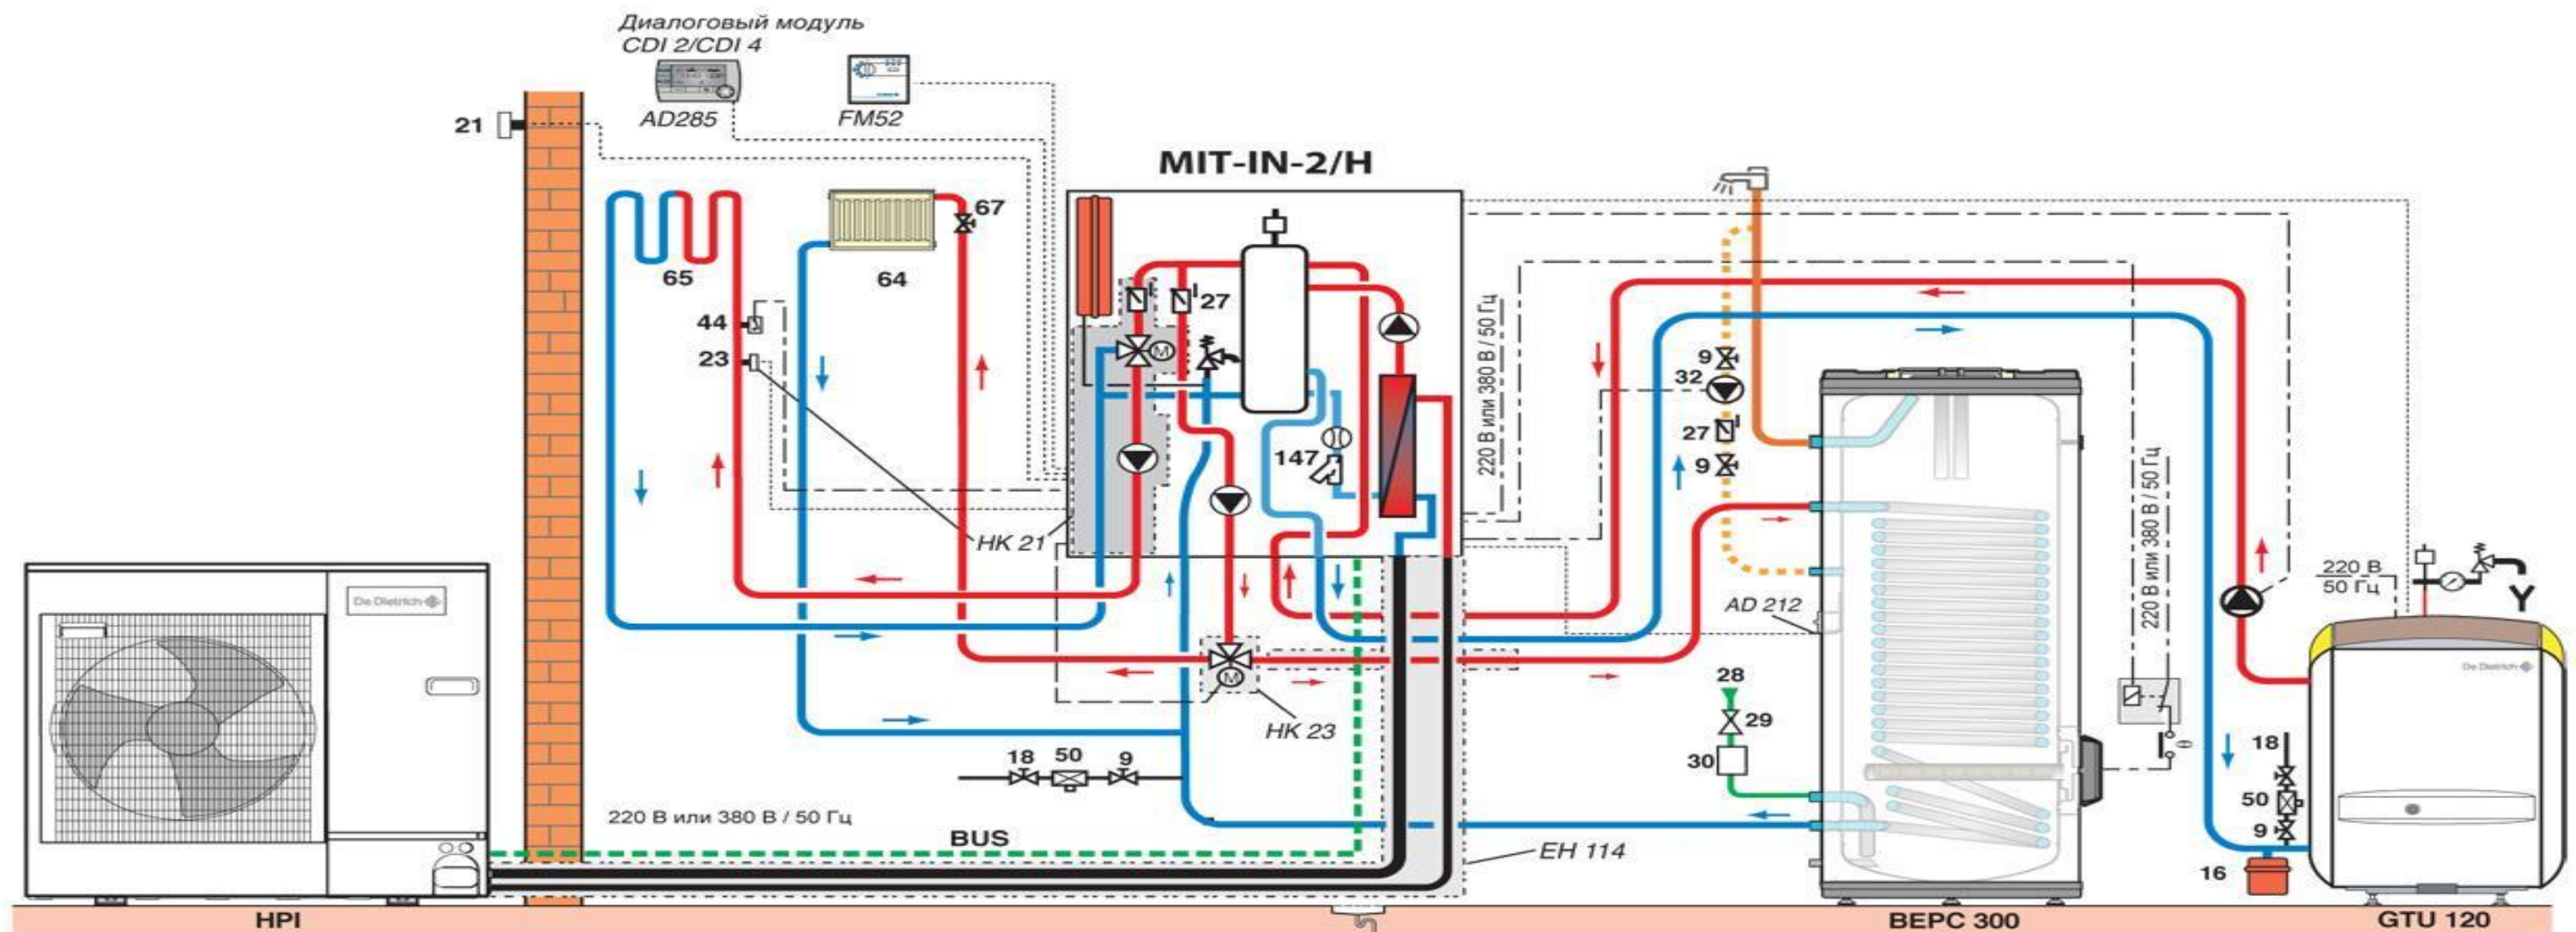 Диалоговый модуль
CDI 2/CDI 4
AD285
FM52
21
MIT-IN-2/H
65
64
67
44
23
27
147
HK 21
HK 23
18
50
9
220 В или 380 В / 50 Гц
BUS
EH 114
220 В или 380 В / 50 Гц
9
32
27
9
AD 212
28
29
30
220 В или 380 В / 50 Гц
220 В
50 Гц
18
50
9
16
De Dietrich
De Dietrich
M
M
HPI
BEPC 300
GTU 120